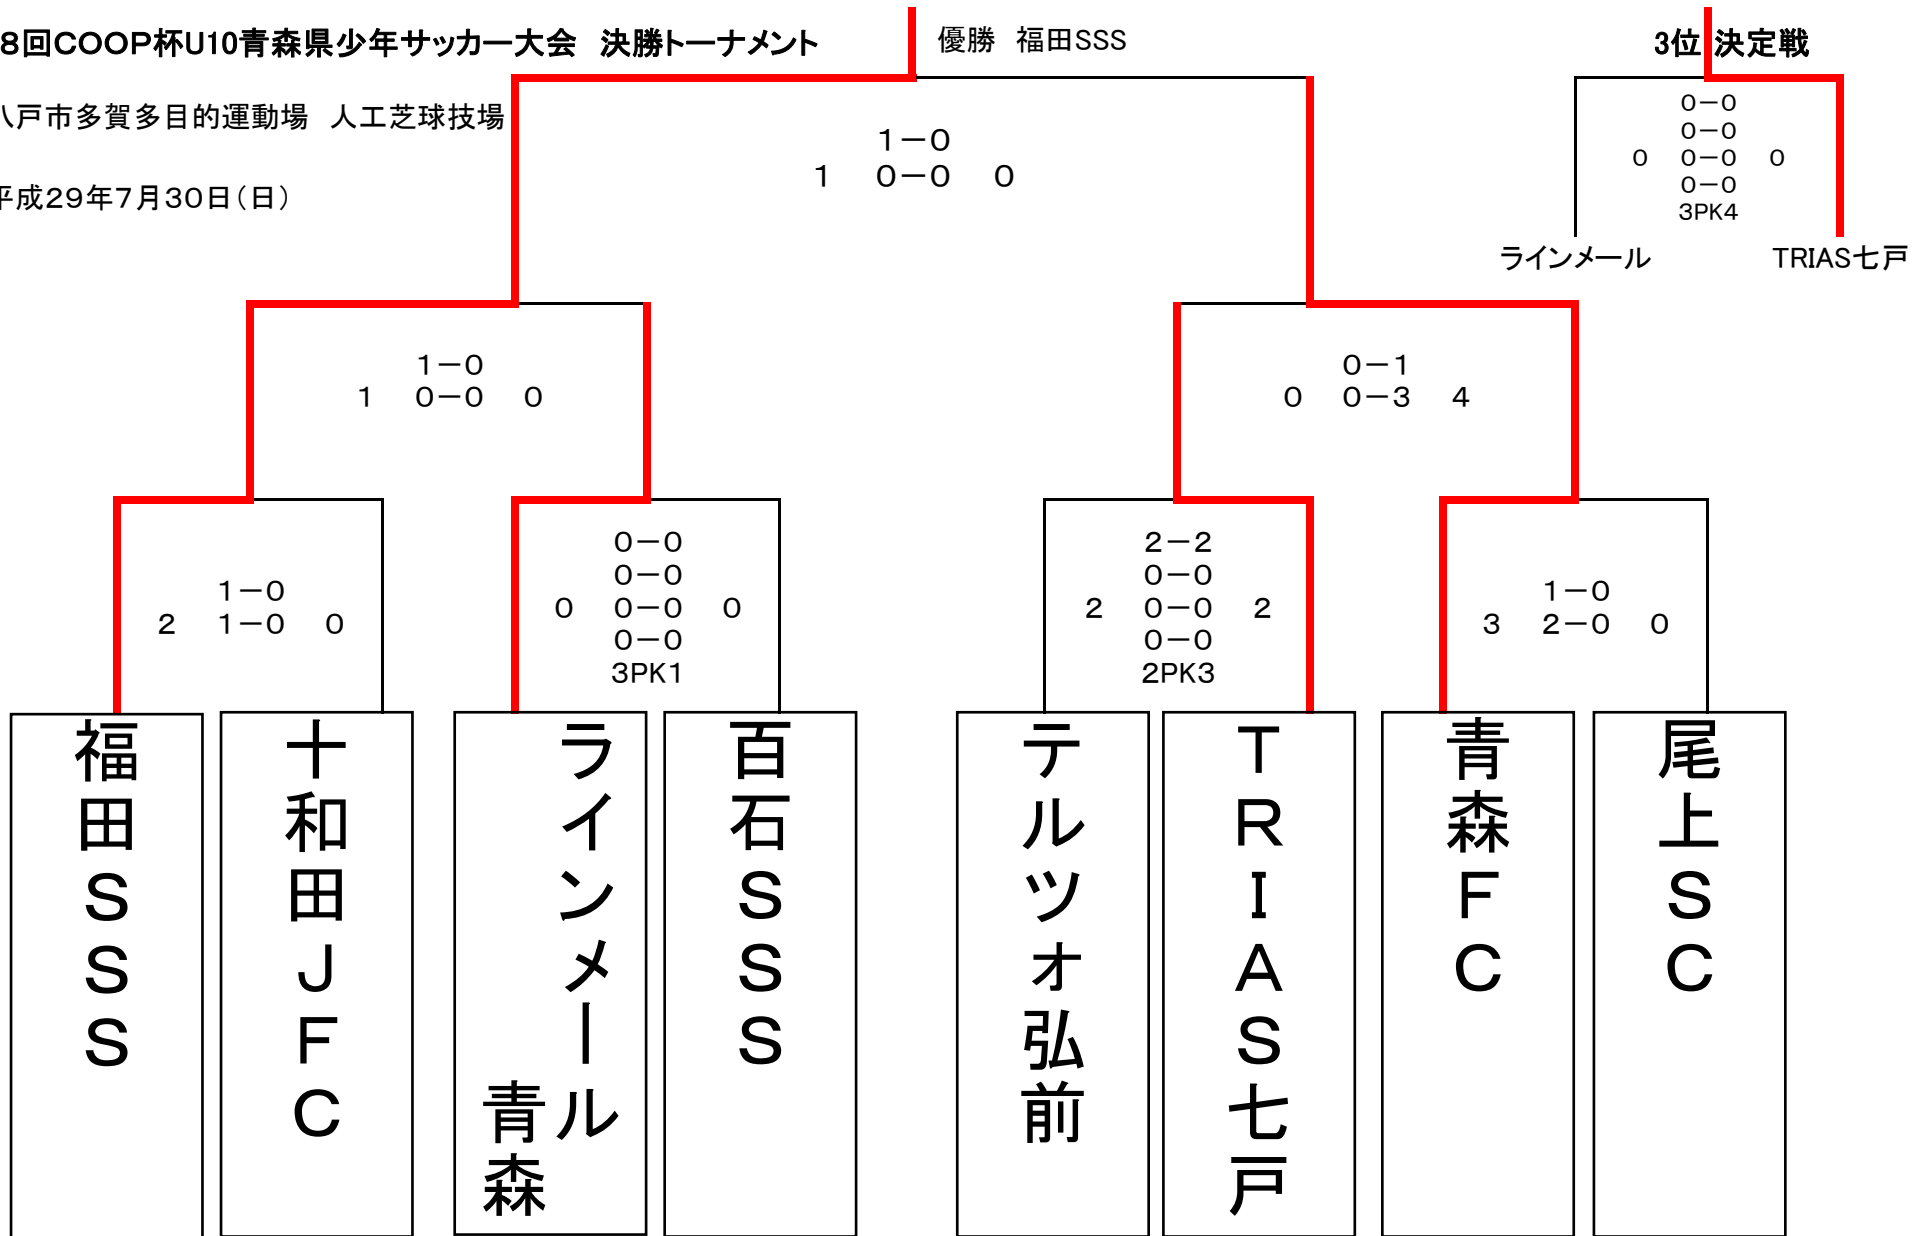 8回COOP杯U10青森県少年サッカー大会　決勝トーナメント
優勝　福田SSS
3位 決定戦
八戸市多賀多目的運動場　人工芝球技場
平成29年7月30日(日)
1－0
1　0－0　0
0－0
0－0
0　0－0　0
0－0
3PK4
ラインメール
TRIAS七戸
1－0
1　0－0　0
0－1
0　0－3　4
1－0
2　1－0　0
0－0
0－0
0　0－0　0
0－0
3PK1
2－2
0－0
2　0－0　2
0－0
2PK3
1－0
3　2－0　0
福田SSS
十和田JFC
ラインメール
青森
百石SSS
テルツォ弘前
TRIAS七戸
青森FC
尾上SC